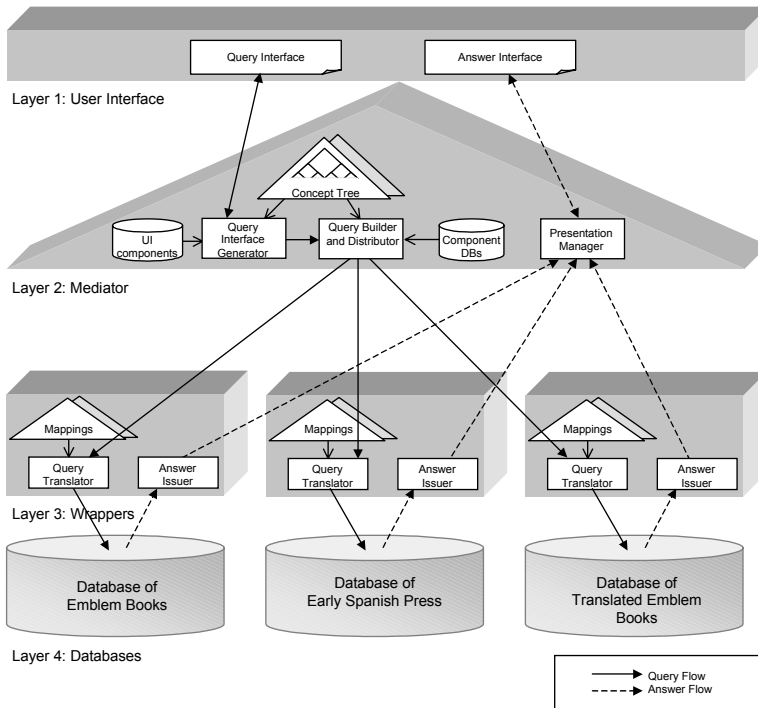 Query Interface
Answer Interface
Layer 1: User Interface
Concept Tree
UI
components
Query
Interface
Generator
Query Builder
and Distributor
Component
DBs
Presentation
Manager
Layer 2: Mediator
Mappings
Query
Translator
Answer
Issuer
Mappings
Query
Translator
Answer
Issuer
Mappings
Query
Translator
Answer
Issuer
Layer 3: Wrappers
Database of
Emblem Books
Database of
Early Spanish Press
Database of
Translated Emblem
Books
Layer 4: Databases
Query Flow
Answer Flow